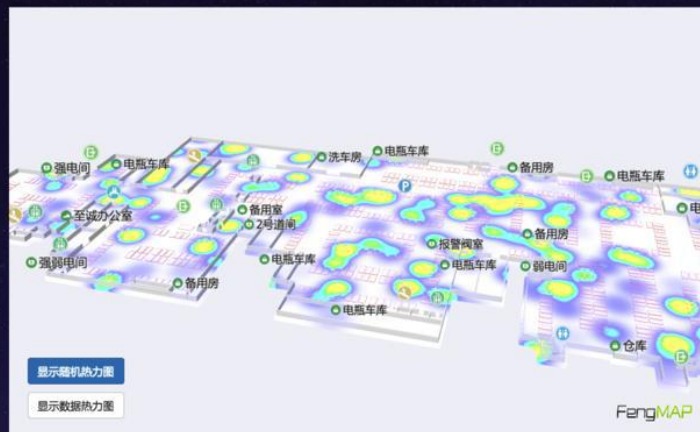 电瓶车库
洗车房
备用房
强电间
电瓶车库
电瓶车库
P
至诚办公室
备用室
2号道闸
备用房
报警阀室
强弱电间
电瓶车库
电瓶车库
弱电间
备用房
电瓶车库
仓库
显示随机热力图
显示数据热力图
FengMAP